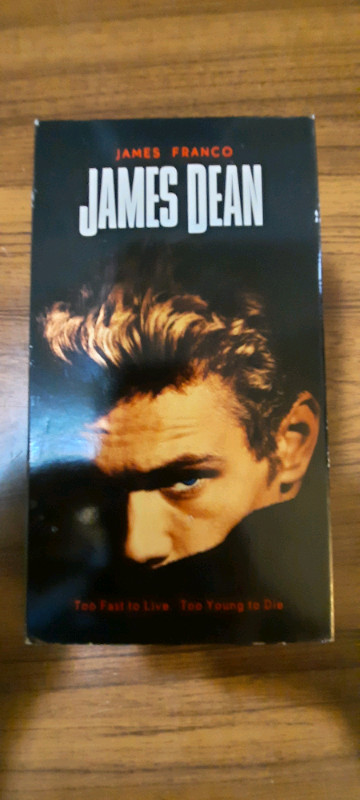 JAMES FRANCO
JAMES DEAN
Too Fast to Live. Too Young to Die